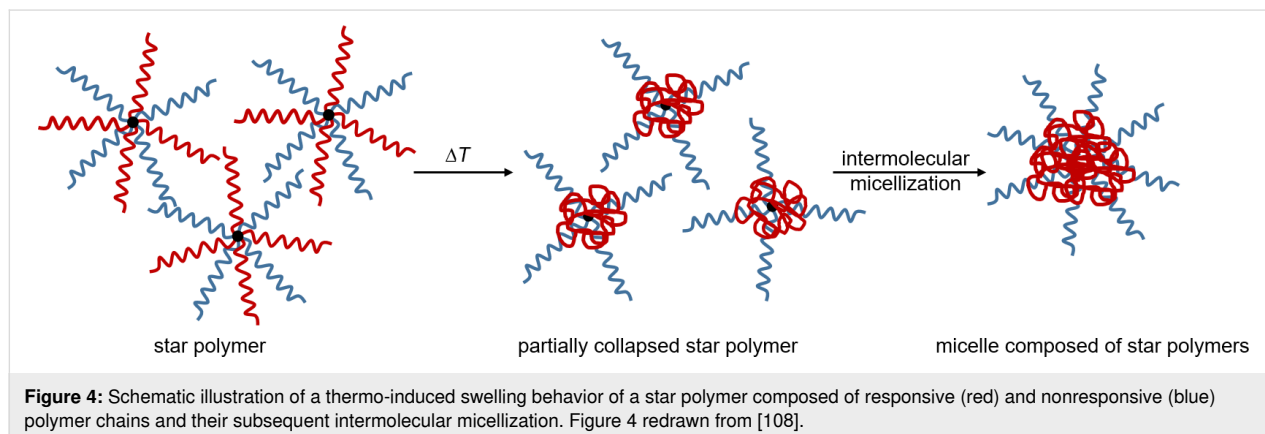 ΔT
intermolecular
micellization
star polymer
partially collapsed star polymer
micelle composed of star polymers
Figure 4: Schematic illustration of a thermo-induced swelling behavior of a star polymer composed of responsive (red) and nonresponsive (blue)
polymer chains and their subsequent intermolecular micellization. Figure 4 redrawn from [108].